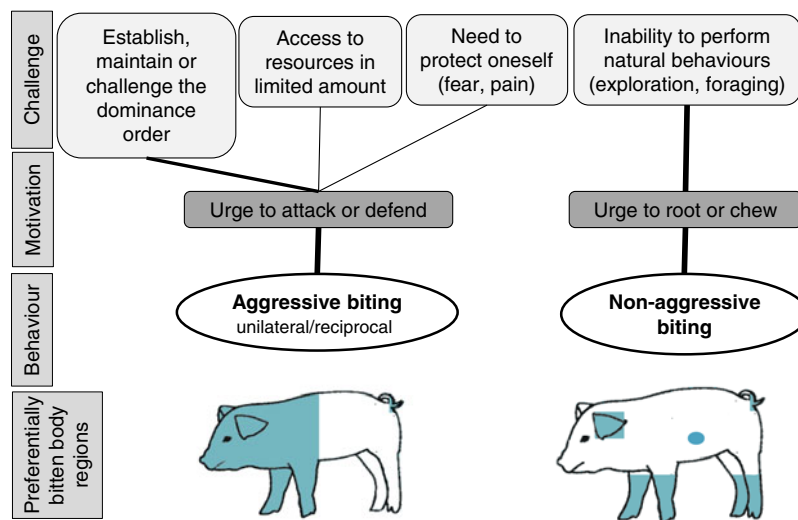 Challenge
Establish,
maintain or
challenge the
dominance
order
Access to
resources in
limited amount
Need to
protect oneself
(fear, pain)
Inability to perform
natural behaviours
(exploration, foraging)
Motivation
Urge to attack or defend
Urge to root or chew
Behaviour
Aggressive biting
unilateral/reciprocal
Non-aggressive
biting
Preferentially
bitten body
regions